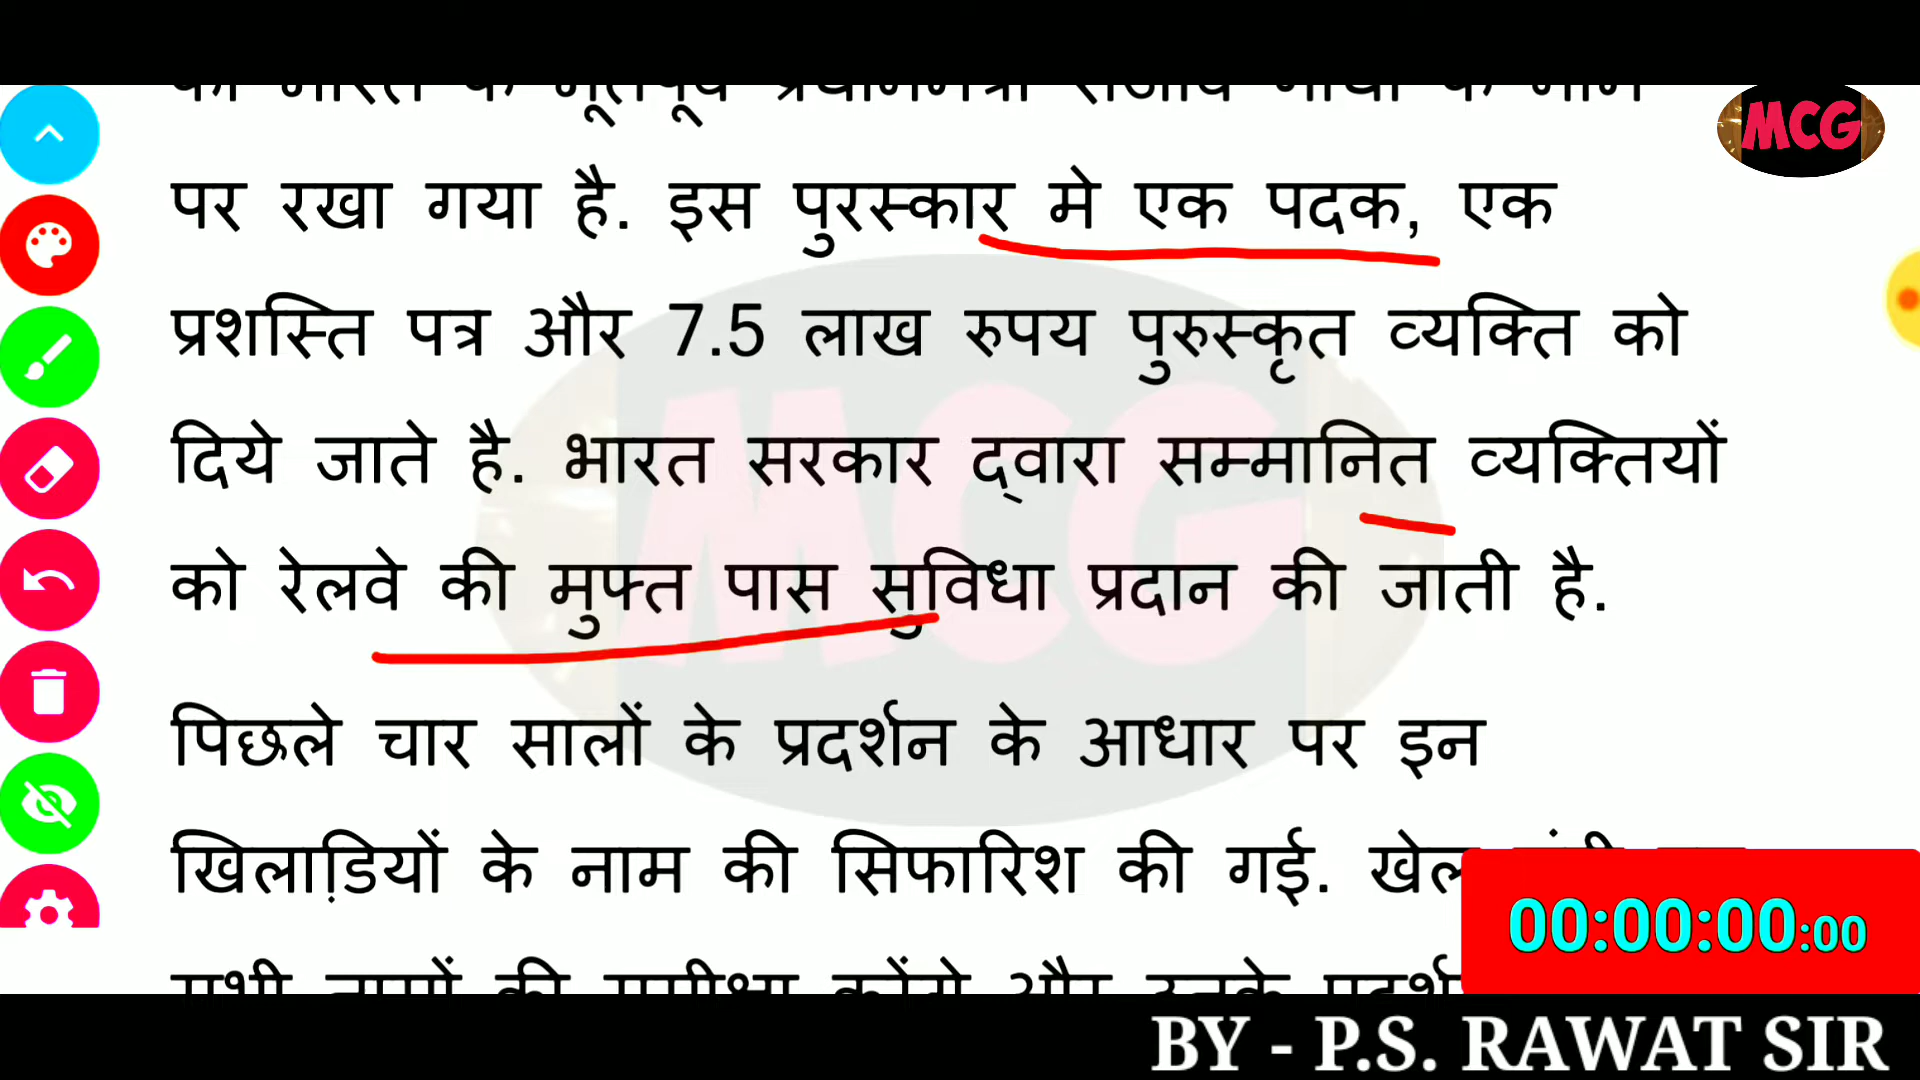 MCG
पर रखा गया है. इस पुरस्कार मे एक पदक, एक
प्रशस्ति पत्र और 7.5 लाख रुपय पुरुस्कृत व्यक्ति को
दिये जाते है. भारत सरकार द्वारा सम्मानित व्यक्तियों
को रेलवे की मुफ्त पास सुविधा प्रदान की जाती है.
MCG
पिछले चार साल‌ों के प्रदर्शन के आधार पर इन
खिलाड़ियों के नाम की सिफारिश की गई. खेल
00:00:00:00
BY - P.S. RAWAT SIR